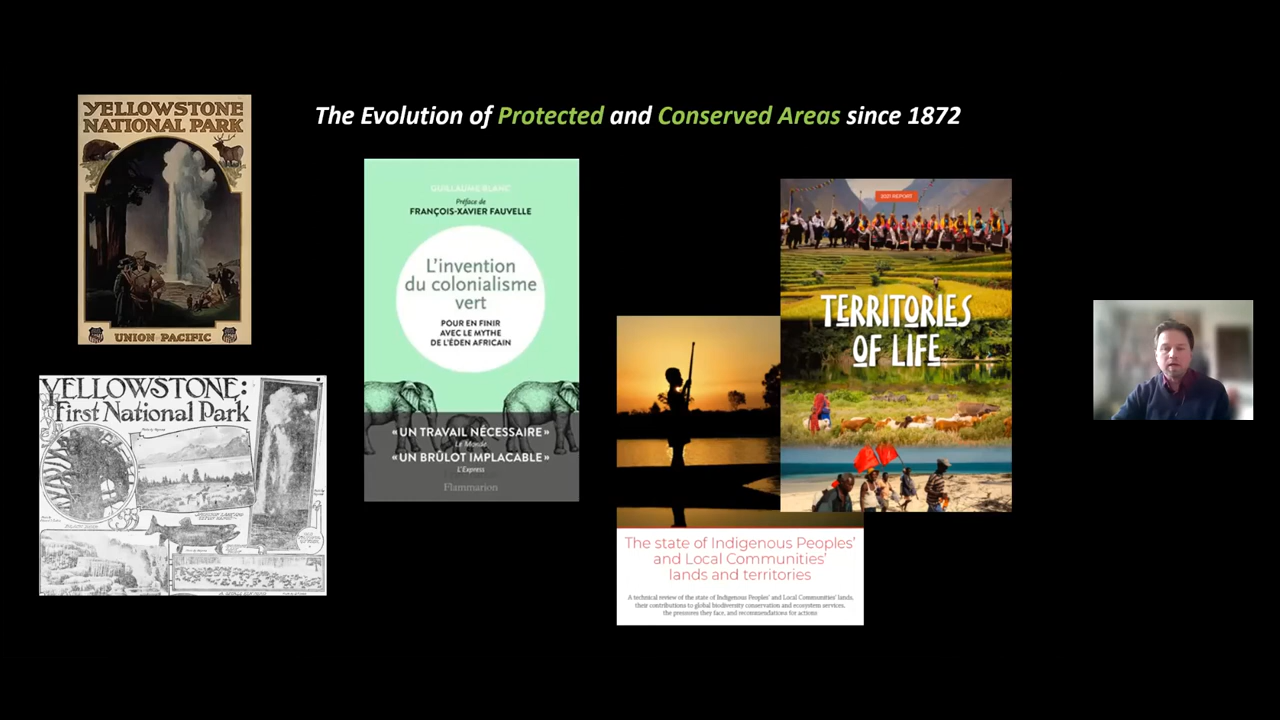 The Evolution of Protected and Conserved Areas since 1872
YELLOWSTONE
NATIONAL PARK
UNION PACIFIC
YELLOWSTONE:
First National Park
GUILLAUME BLANC
Préface de
FRANÇOIS-XAVIER FAUVELLE
L'invention
du colonialisme
vert
POUR EN FINIR
AVEC LE MYTHE
DE L'ÉDEN AFRICAIN
« UN TRAVAIL NÉCESSAIRE »
Le Monde
« UN BRÛLOT IMPLACABLE »
L'Express
Flammarion
2021 REPORT
TERRITORIES
OF LIFE
The state of Indigenous Peoples'
and Local Communities'
lands and territories
A technical review of the state of Indigenous Peoples' and Local Communities' lands,
their contributions to global biodiversity conservation and ecosystem services,
the pressures they face, and recommendations for actions